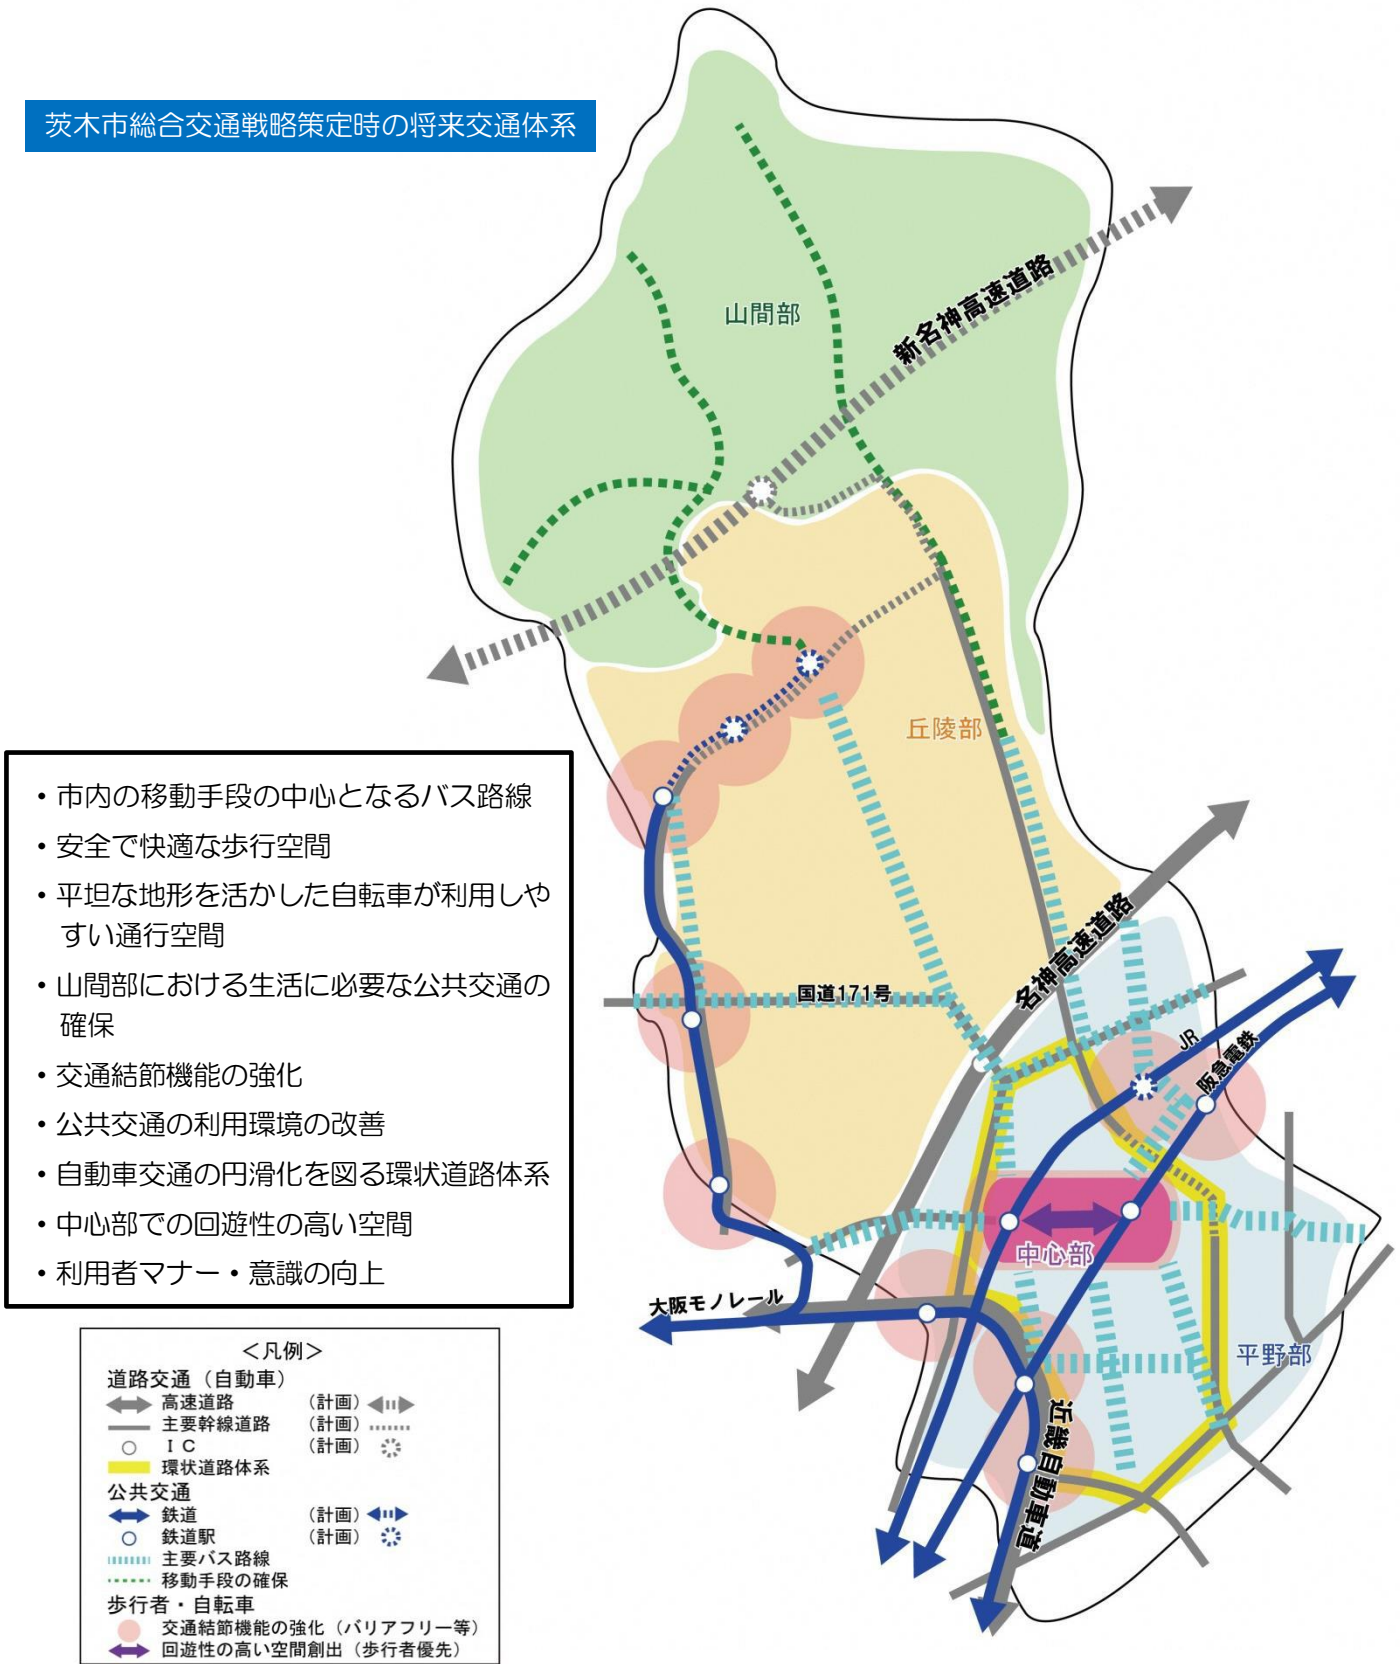 茨木市総合交通戦略策定時の将来交通体系
山間部
新名神高速道路
丘陵部
名神高速道路
国道171号
JR
阪急電鉄
中心部
大阪モノレール
平野部
近畿自動車道
・市内の移動手段の中心となるバス路線
・安全で快適な歩行空間
・平坦な地形を活かした自転車が利用しや
すい通行空間
・山間部における生活に必要な公共交通の
確保
・交通結節機能の強化
・公共交通の利用環境の改善
・自動車交通の円滑化を図る環状道路体系
・中心部での回遊性の高い空間
・利用者マナー・意識の向上
＜凡例＞
道路交通（自動車）
高速道路 （計画）
主要幹線道路 （計画）
ＩＣ （計画）
環状道路体系
公共交通
鉄道 （計画）
鉄道駅 （計画）
主要バス路線
移動手段の確保
歩行者・自転車
交通結節機能の強化（バリアフリー等）
回遊性の高い空間創出（歩行者優先）